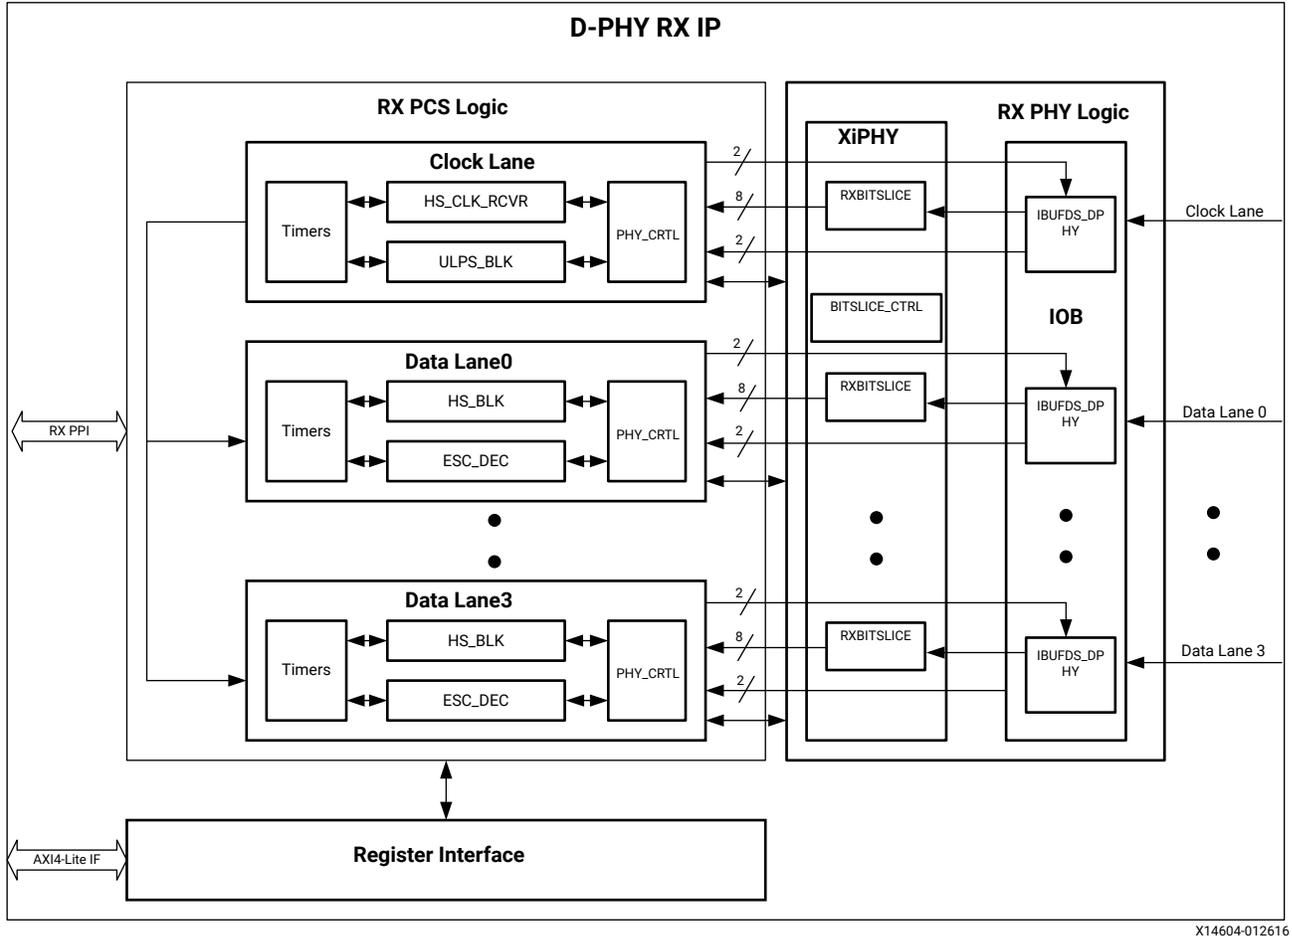 D-PHY RX IP
RX PCS Logic
RX PHY Logic
XiPHY
Clock Lane
2
Timers
HS_CLK_RCVR
PHY_CRTL
8
RXBITSLICE
IBUFDS_DP
HY
Clock Lane
ULPS_BLK
2
BITSLICE_CTRL
IOB
Data Lane0
2
Timers
HS_BLK
PHY_CRTL
8
RXBITSLICE
IBUFDS_DP
HY
Data Lane 0
RX PPI
ESC_DEC
2
Data Lane3
2
Timers
HS_BLK
PHY_CRTL
8
RXBITSLICE
IBUFDS_DP
HY
Data Lane 3
ESC_DEC
2
Register Interface
AXI4-Lite IF
X14604-012616